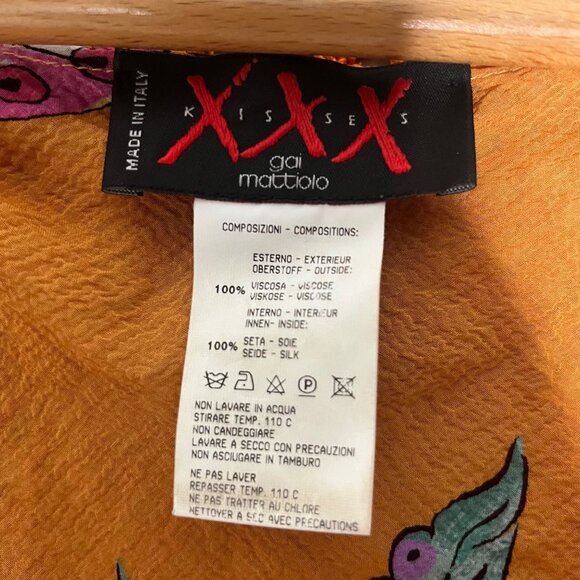 MADE IN ITALY
XXX
KISSES
gai
mattiolo
COMPOSIZIONI - COMPOSITIONS:
ESTERNO - EXTERIEUR
OBERSTOFF - OUTSIDE:
100% VISCOSA - VISCOSE
VISKOSE - VISCOSE
INTERNO - INTERIEUR
INNEN- INSIDE:
100% SETA - SOIE
SEIDE - SILK
P
NON LAVARE IN ACQUA
STIRARE TEMP. 110 C
NON CANDEGGIARE
LAVARE A SECCO CON PRECAUZIONI
NON ASCIUGARE IN TAMBURO
NE PAS LAVER
REPASSER TEMP. 110 C
NE PAS TRATTER AU CHLORE
NETTOYER A SEC AVEC PRECAUTIONS